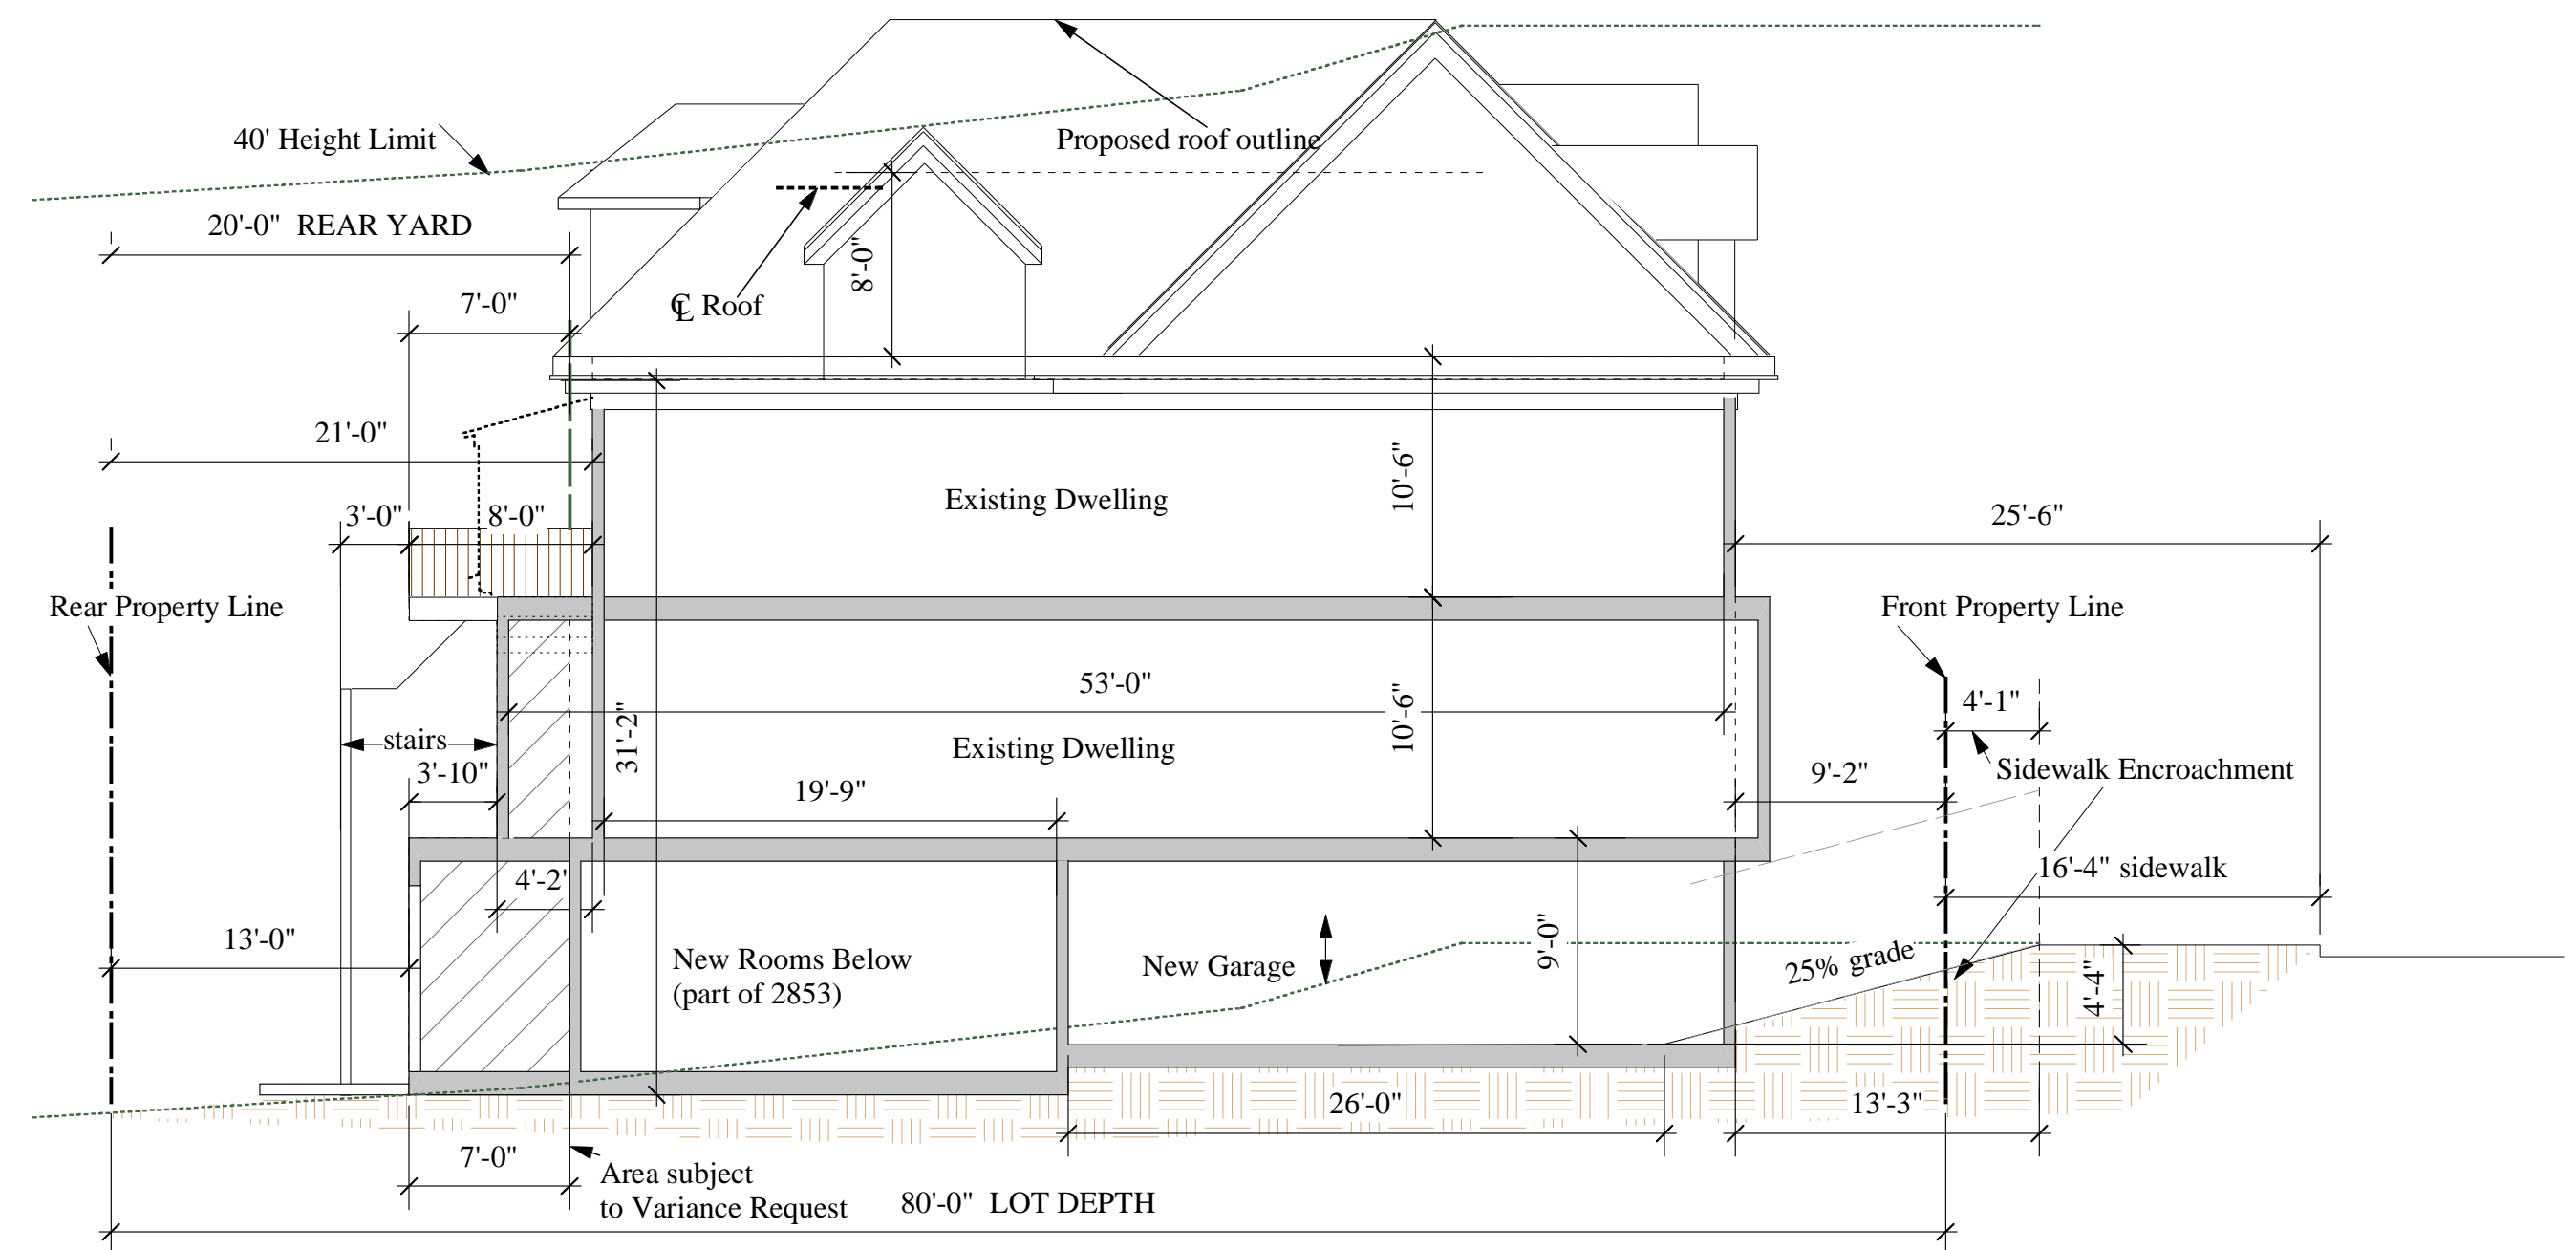 40' Height Limit
Proposed roof outline
20'-0" REAR YARD
7'-0"
℄ Roof
8'-0"
21'-0"
10'-6"
Existing Dwelling
3'-0"
8'-0"
25'-6"
Rear Property Line
Front Property Line
53'-0"
4'-1"
31'-2"
10'-6"
stairs
Existing Dwelling
3'-10"
19'-9"
9'-2"
Sidewalk Encroachment
16'-4" sidewalk
4'-2"
13'-0"
New Rooms Below
(part of 2853)
New Garage
9'-0"
25% grade
4'-4"
26'-0"
13'-3"
7'-0"
Area subject
to Variance Request
80'-0" LOT DEPTH